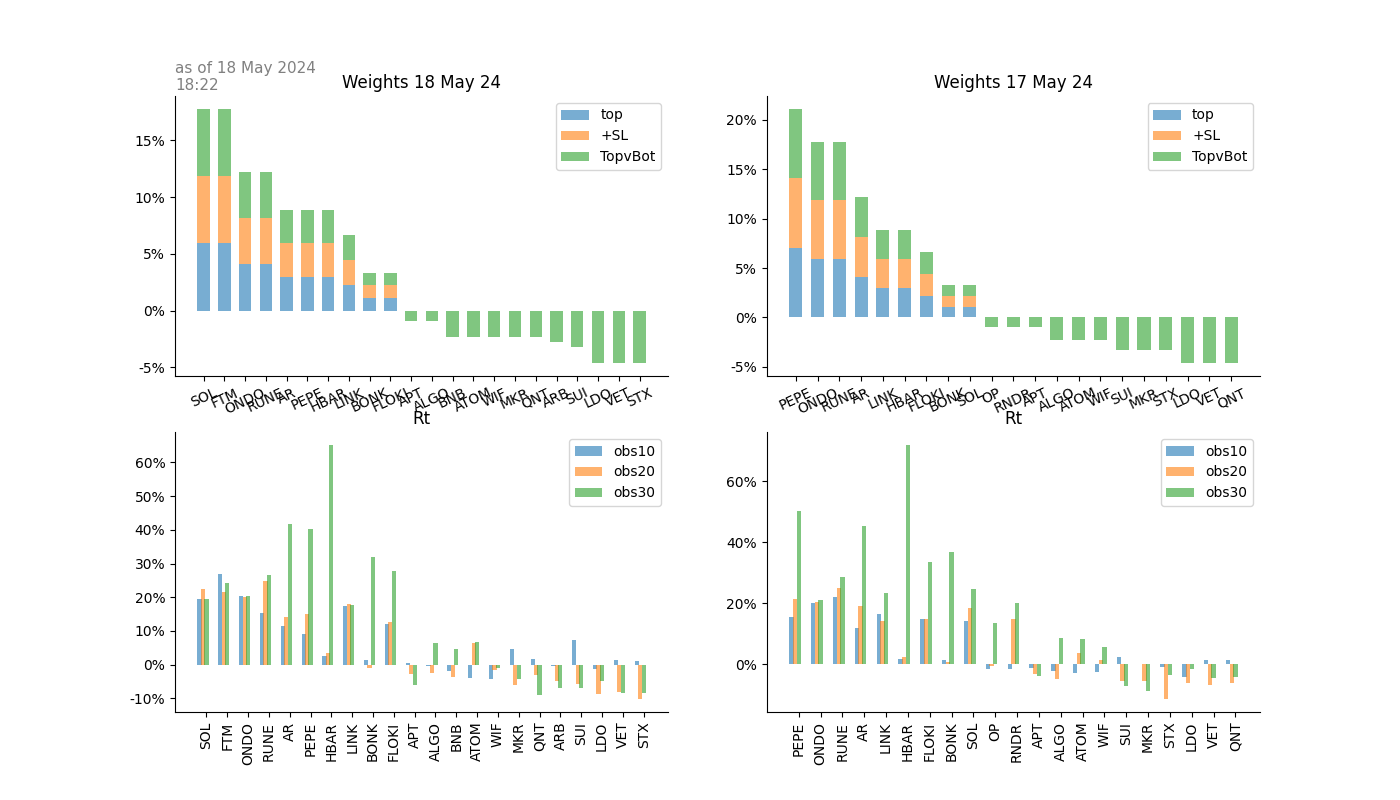 as of 18 May 2024
18:22
Weights 18 May 24
15%
10%
5%
0%
-5%
top
+SL
TopvBot
SOL FTM ONDO RUNE AR PEPE HBAR LINK BONK FLOKI APT ALGO BNB ATOM WIF MKR QNT ARB SUI LDO VET STX
Weights 17 May 24
20%
15%
10%
5%
0%
-5%
top
+SL
TopvBot
PEPE ONDO RUNE AR LINK HBAR FLOKI BONK SOL OP RNDR APT ALGO ATOM WIF SUI MKR STX LDO VET QNT
Rt
60%
50%
40%
30%
20%
10%
0%
-10%
obs10
obs20
obs30
SOL FTM ONDO RUNE AR PEPE HBAR LINK BONK FLOKI APT ALGO BNB ATOM WIF MKR QNT ARB SUI LDO VET STX
Rt
60%
40%
20%
0%
obs10
obs20
obs30
PEPE ONDO RUNE AR LINK HBAR FLOKI BONK SOL OP RNDR APT ALGO ATOM WIF SUI MKR STX LDO VET QNT